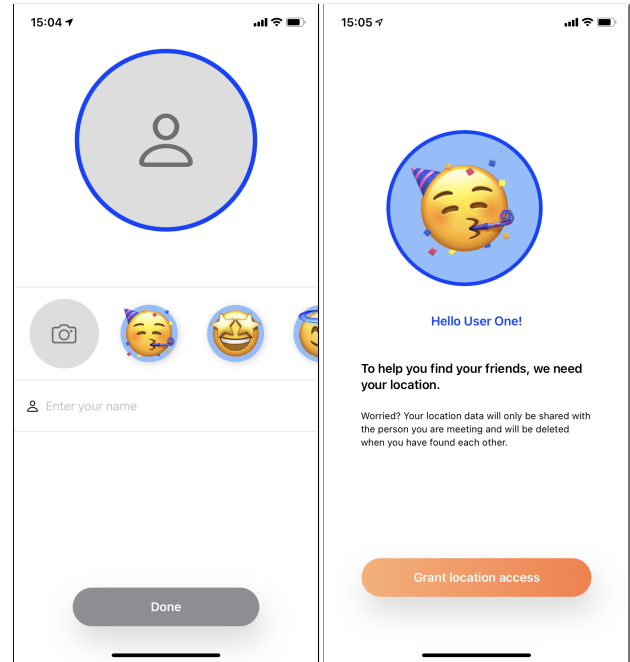 15:04
Enter your name
Done
15:05
Hello User One!
To help you find your friends, we need
your location.
Worried? Your location data will only be shared with
the person you are meeting and will be deleted
when you have found each other.
Grant location access